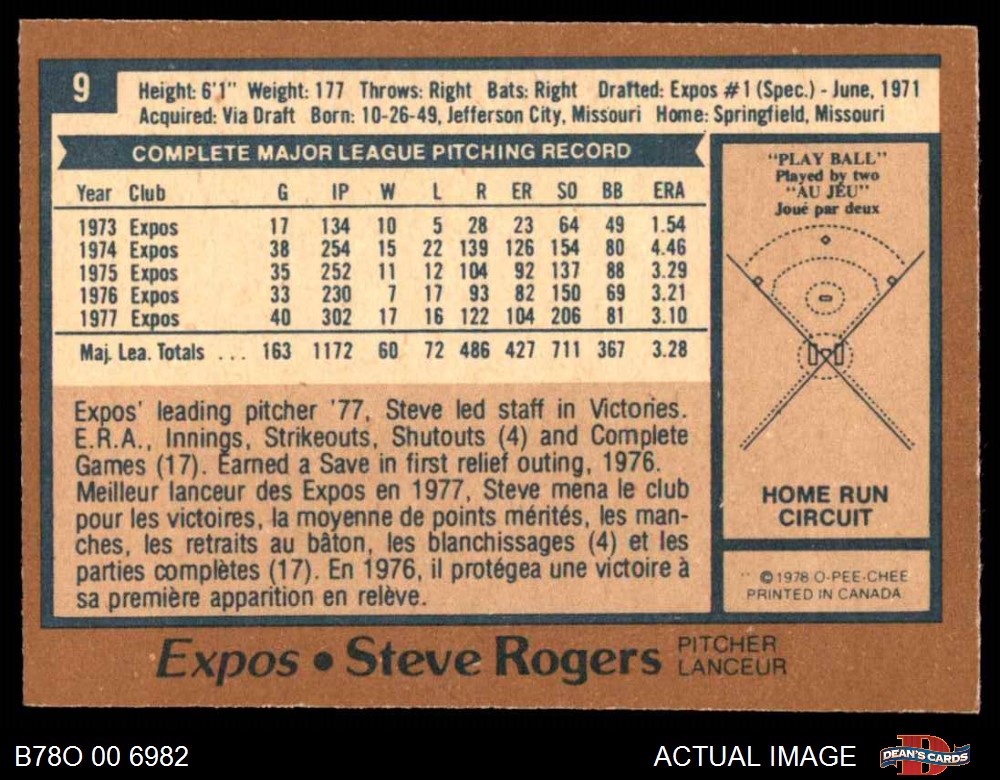 9
Height: 6'1" Weight: 177 Throws: Right Bats: Right Drafted: Expos #1 (Spec.) - June, 1971
Acquired: Via Draft Born: 10-26-49, Jefferson City, Missouri Home: Springfield, Missouri
COMPLETE MAJOR LEAGUE PITCHING RECORD
Year Club G IP W L R ER SO BB ERA
1973 Expos 17 134 10 5 28 23 64 49 1.54
1974 Expos 38 254 15 22 139 126 154 80 4.46
1975 Expos 35 252 11 12 104 92 137 88 3.29
1976 Expos 33 230 7 17 93 82 150 69 3.21
1977 Expos 40 302 17 16 122 104 206 81 3.10
Maj. Lea. Totals ... 163 1172 60 72 486 427 711 367 3.28
Expos' leading pitcher '77, Steve led staff in Victories.
E.R.A., Innings, Strikeouts, Shutouts (4) and Complete
Games (17). Earned a Save in first relief outing, 1976.
Meilleur lanceur des Expos en 1977, Steve mena le club
pour les victoires, la moyenne de points mérités, les man-
ches, les retraits au bâton, les blanchissages (4) et les
parties complètes (17). En 1976, il protégea une victoire à
sa première apparition en relève.
"PLAY BALL"
Played by two
"AU JEU"
Joué par deux
HOME RUN
CIRCUIT
©1978 O-PEE-CHEE
PRINTED IN CANADA
Expos • Steve Rogers PITCHER
LANCEUR
B78O 00 6982
ACTUAL IMAGE
DEAN'S CARDS